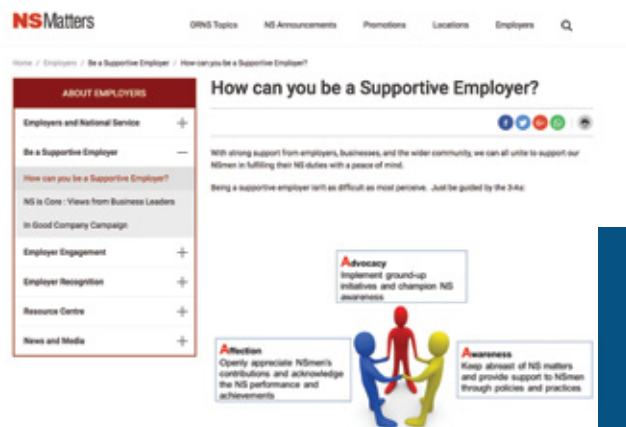 NSMatters
ORNS Topics NS Announcements Promotions Locations Employers
Home / Employers / Be a Supportive Employer / How can you be a Supportive Employer?
ABOUT EMPLOYERS
Employers and National Service
Be a Supportive Employer
How can you be a Supportive Employer?
NS is Core : Views from Business Leaders
In Good Company Campaign
Employer Engagement
Employer Recognition
Resource Centre
News and Media
How can you be a Supportive Employer?
With strong support from employers, businesses, and the wider community, we can all unite to support our
NSmen in fulfilling their NS duties with a peace of mind.
Being a supportive employer isn't as difficult as most perceive. Just be guided by the 3-As:
Advocacy
Implement ground-up
initiatives and champion NS
awareness
Affection
Openly appreciate NSmen's
contributions and acknowledge
the NS performance and
achievements
Awareness
Keep abreast of NS matters
and provide support to NSmen
through policies and practices